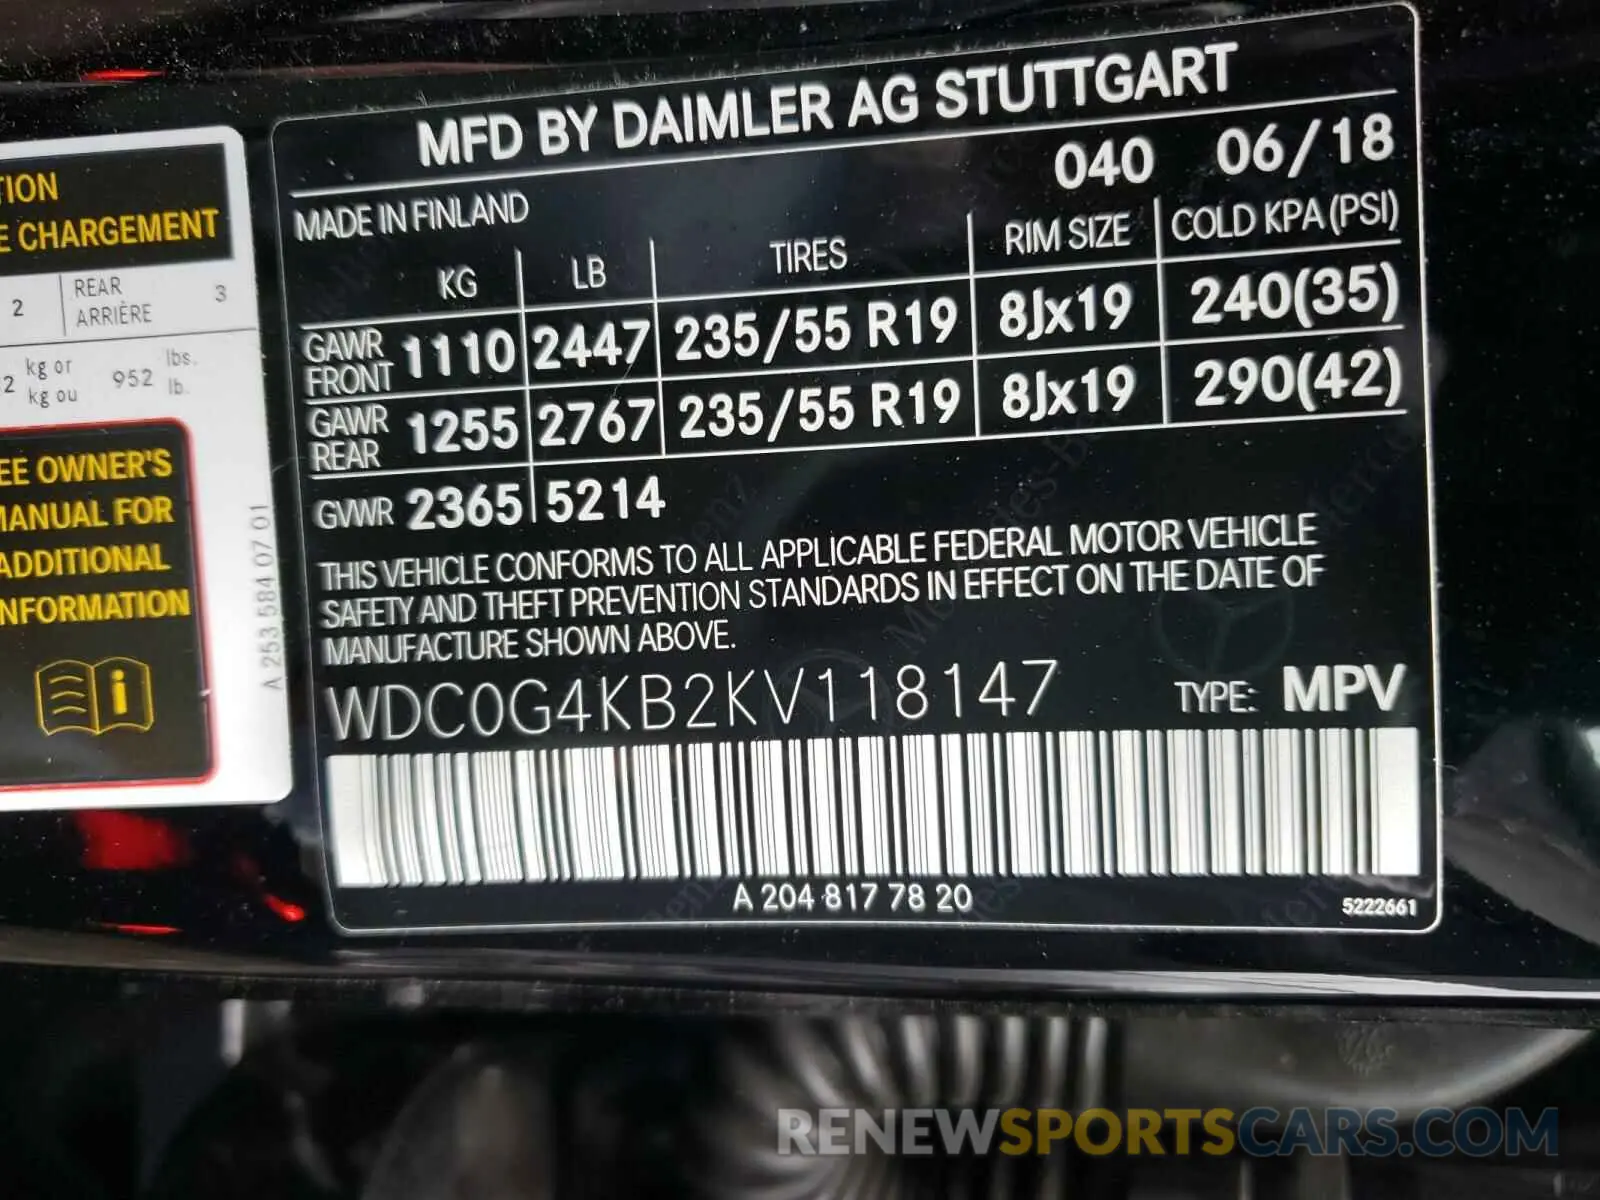 TION
E CHARGEMENT
2 REAR 3
ARRIÈRE
2 kg or 952 lbs.
kg ou lb.
EE OWNER'S
MANUAL FOR
ADDITIONAL
INFORMATION
i
A 253 584 07 01
MFD BY DAIMLER AG STUTTGART
040 06/18
MADE IN FINLAND
KG LB TIRES RIM SIZE COLD KPA (PSI)
GAWR FRONT 1110 2447 235/55 R19 8Jx19 240(35)
GAWR REAR 1255 2767 235/55 R19 8Jx19 290(42)
GVWR 2365 5214
THIS VEHICLE CONFORMS TO ALL APPLICABLE FEDERAL MOTOR VEHICLE
SAFETY AND THEFT PREVENTION STANDARDS IN EFFECT ON THE DATE OF
MANUFACTURE SHOWN ABOVE.
WDC0G4KB2KV118147 TYPE: MPV
A 204 817 78 20
5222661
RENEWSPORTSCARS.COM